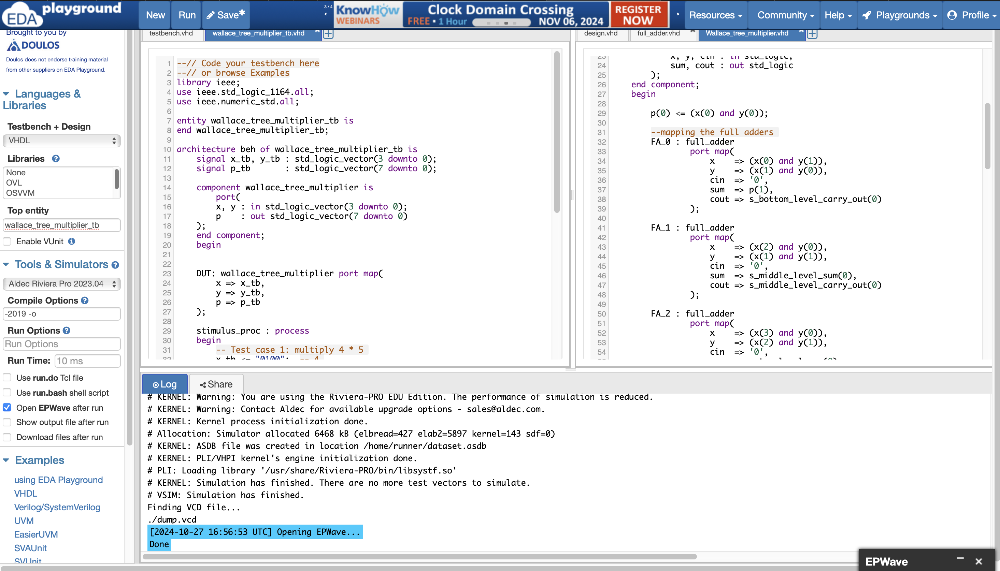 EDA playground
New
Run
Save*
3 / 4
KnowHow
WEBINARS
Clock Domain Crossing
FREE ▪ 1 Hour
NOV 06, 2024
REGISTER
NOW
Resources
Community
Help
Playgrounds
Profile
Brought to you by
DOULOS
Doulos does not endorse training material
from other suppliers on EDA Playground.
Languages &
Libraries
Testbench + Design
VHDL
Libraries
None
OVL
OSVVM
Top entity
wallace_tree_multiplier_tb
Enable VUnit
Tools & Simulators
Aldec Riviera Pro 2023.04
Compile Options
-2019 -o
Run Options
Run Options
Run Time: 10 ms
Use run.do Tcl file
Use run.bash shell script
Open EPWave after run
Show output file after run
Download files after run
Examples
using EDA Playground
VHDL
Verilog/SystemVerilog
UVM
EasierUVM
SVAUnit
SVUnit
testbench.vhd
wallace_tree_multiplier_tb.vhd
1 --// Code your testbench here
2 --// or browse Examples
3 library ieee;
4 use ieee.std_logic_1164.all;
5 use ieee.numeric_std.all;
6
7 entity wallace_tree_multiplier_tb is
8 end wallace_tree_multiplier_tb;
9
10 architecture beh of wallace_tree_multiplier_tb is
11 signal x_tb, y_tb : std_logic_vector(3 downto 0);
12 signal p_tb : std_logic_vector(7 downto 0);
13
14 component wallace_tree_multiplier is
15 port(
16 x, y : in std_logic_vector(3 downto 0);
17 p : out std_logic_vector(7 downto 0)
18 );
19 end component;
20 begin
21
22
23 DUT: wallace_tree_multiplier port map(
24 x => x_tb,
25 y => y_tb,
26 p => p_tb
27 );
28
29 stimulus_proc : process
30 begin
31 -- Test case 1: multiply 4 * 5
32 x_tb <= "0100"; -- 4
design.vhd
full_adder.vhd
Wallace_tree_multiplier.vhd
23 x, y, cin : in std_logic;
24 sum, cout : out std_logic
25 );
26 end component;
27 begin
28
29 p(0) <= (x(0) and y(0));
30
31 --mapping the full adders
32 FA_0 : full_adder
33 port map(
34 x => (x(0) and y(1)),
35 y => (x(1) and y(0)),
36 cin => '0',
37 sum => p(1),
38 cout => s_bottom_level_carry_out(0)
39 );
40
41 FA_1 : full_adder
42 port map(
43 x => (x(2) and y(0)),
44 y => (x(1) and y(1)),
45 cin => '0',
46 sum => s_middle_level_sum(0),
47 cout => s_middle_level_carry_out(0)
48 );
49
50 FA_2 : full_adder
51 port map(
52 x => (x(3) and y(0)),
53 y => (x(2) and y(1)),
54 cin => '0',
Log
Share
# KERNEL: Warning: You are using the Riviera-PRO EDU Edition. The performance of simulation is reduced.
# KERNEL: Warning: Contact Aldec for available upgrade options - sales@aldec.com.
# KERNEL: Kernel process initialization done.
# Allocation: Simulator allocated 6468 kB (elbread=427 elab2=5897 kernel=143 sdf=0)
# KERNEL: ASDB file was created in location /home/runner/dataset.asdb
# KERNEL: PLI/VHPI kernel's engine initialization done.
# PLI: Loading library '/usr/share/Riviera-PRO/bin/libsystf.so'
# KERNEL: Simulation has finished. There are no more test vectors to simulate.
# VSIM: Simulation has finished.
Finding VCD file...
./dump.vcd
[2024-10-27 16:56:53 UTC] Opening EPWave...
Done
EPWave